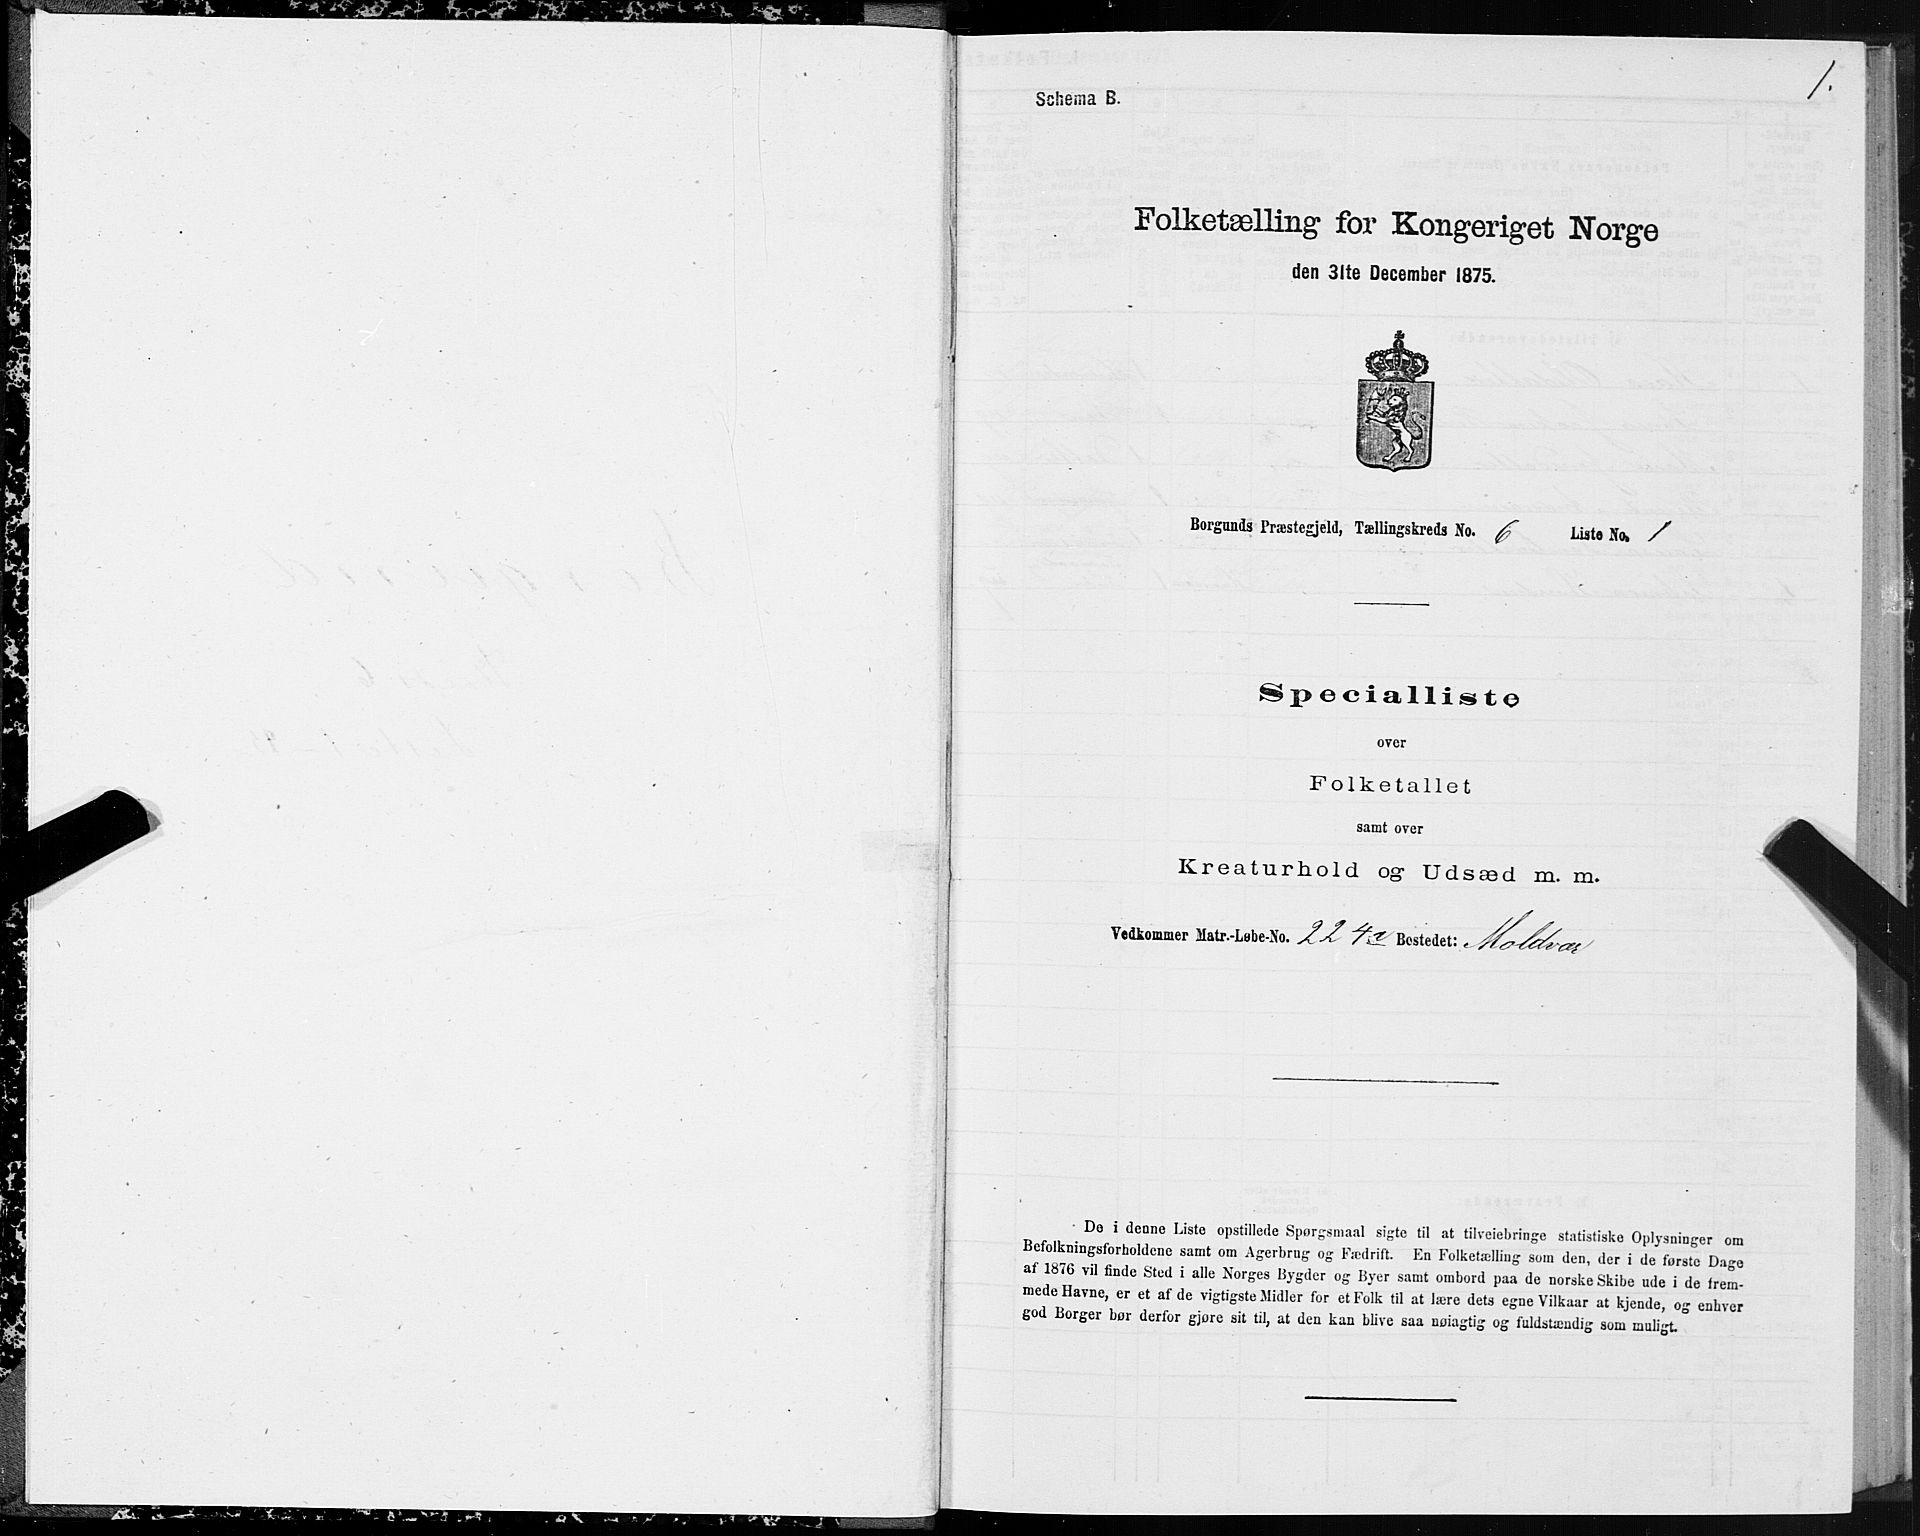 1.
Schema B.
Folketælling for Kongeriget Norge
den 31te December 1875.
Borgunds Præstegjeld, Tællingskreds No. 6 Liste No. 1
Specialliste
over
Folketallet
samt over
Kreaturhold og Udsæd m. m.
Vedkommer Matr.-Løbe-No. 224a Bostedet: Moldvær
De i denne Liste opstillede Spørgsmaal sigte til at tilveiebringe statistiske Oplysninger om
Befolkningsforholdene samt om Agerbrug og Fædrift. En Folketælling som den, der i de første Dage
af 1876 vil finde Sted i alle Norges Bygder og Byer samt ombord paa de norske Skibe ude i de frem-
mede Havne, er et af de vigtigste Midler for et Folk til at lære dets egne Vilkaar at kjende, og enhver
god Borger bør derfor gjøre sit til, at den kan blive saa nøiagtig og fuldstændig som muligt.